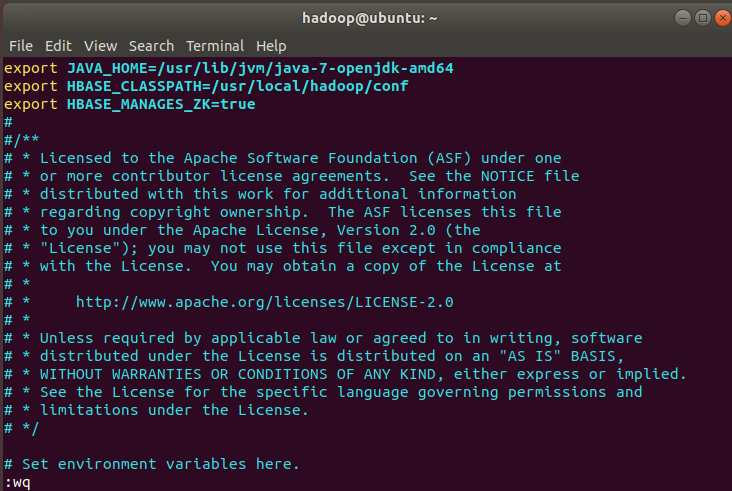 hadoop@ubuntu: ~
File Edit View Search Terminal Help
export JAVA_HOME=/usr/lib/jvm/java-7-openjdk-amd64
export HBASE_CLASSPATH=/usr/local/hadoop/conf
export HBASE_MANAGES_ZK=true
#
#/**
# * Licensed to the Apache Software Foundation (ASF) under one
# * or more contributor license agreements.  See the NOTICE file
# * distributed with this work for additional information
# * regarding copyright ownership.  The ASF licenses this file
# * to you under the Apache License, Version 2.0 (the
# * "License"); you may not use this file except in compliance
# * with the License.  You may obtain a copy of the License at
# *
# *     http://www.apache.org/licenses/LICENSE-2.0
# *
# * Unless required by applicable law or agreed to in writing, software
# * distributed under the License is distributed on an "AS IS" BASIS,
# * WITHOUT WARRANTIES OR CONDITIONS OF ANY KIND, either express or implied.
# * See the License for the specific language governing permissions and
# * limitations under the License.
# */

# Set environment variables here.
:wq